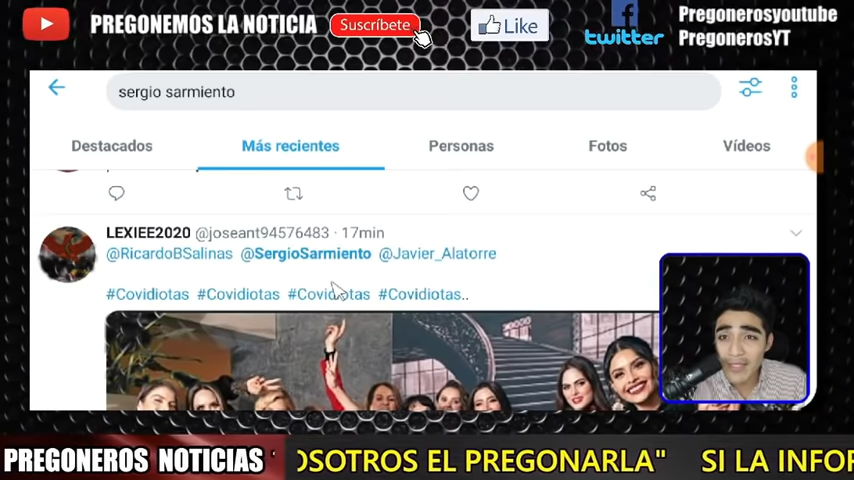 PREGONEMOS LA NOTICIA
Suscríbete
Like
twitter
Pregonerosyoutube
PregonerosYT
sergio sarmiento
Destacados Más recientes Personas Fotos Vídeos
LEXIEE2020 @joseant94576483 · 17min
@RicardoBSalinas @SergioSarmiento @Javier_Alatorre
#Covidiotas #Covidiotas #Covidiotas #Covidiotas..
PREGONEROS NOTICIAS OSOTROS EL PREGONARLA" SI LA INFOR